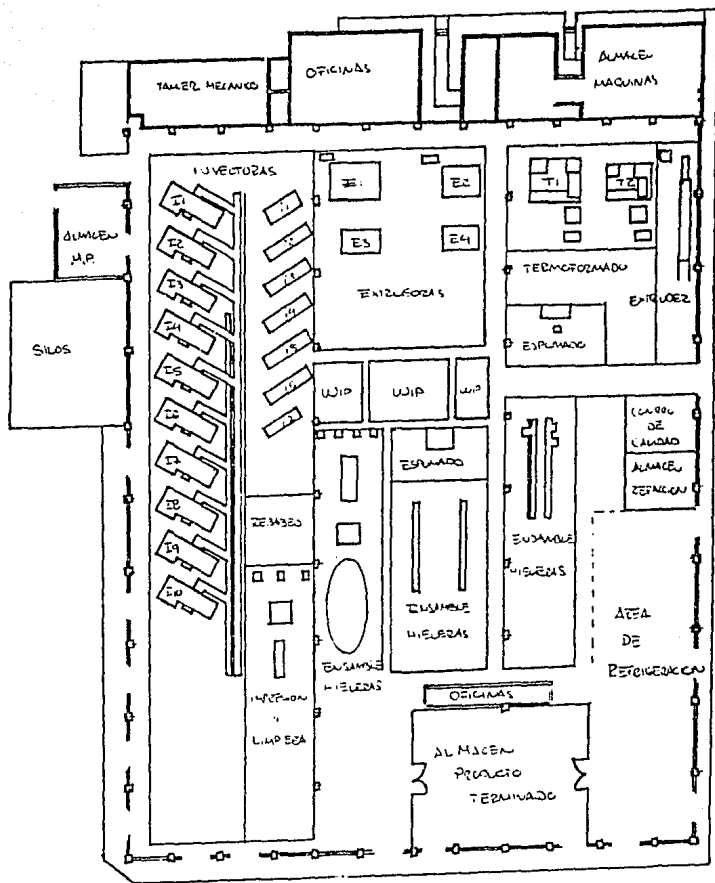 TALLER MECANICO
OFICINAS
ALMACEN
MAQUINAS
INYECTORAS
I1
I2
I3
I4
I5
I6
I7
I8
I9
I10
ALMACEN
M.P.
SILOS
E1
E2
E3
E4
EXTRUSORAS
T1
T2
TERMOFORMADO
ESPUMADO
EXTRUDER
WIP
WIP
WIP
ESPUMADO
ENSAMBLE
HIELERAS
ENSAMBLE
HIELERAS
ENSAMBLE
HIELERAS
CONTROL
DE
CALIDAD
ALMACEN
REFACCION
AREA
DE
REFRIGERACION
IMPRESION
Y
LIMPIEZA
OFICINAS
ALMACEN
PRODUCTO
TERMINADO